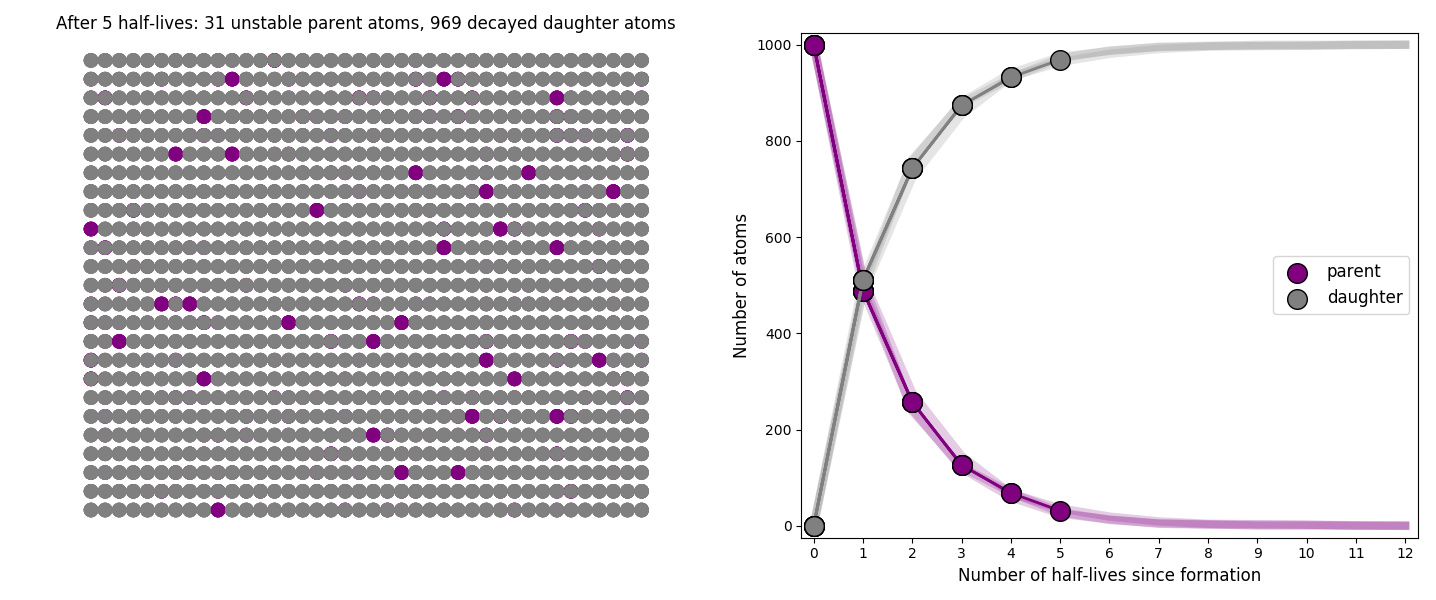 After 5 half-lives: 31 unstable parent atoms, 969 decayed daughter atoms
1000
800
600
400
200
0
Number of atoms
parent
daughter
0 1 2 3 4 5 6 7 8 9 10 11 12
Number of half-lives since formation